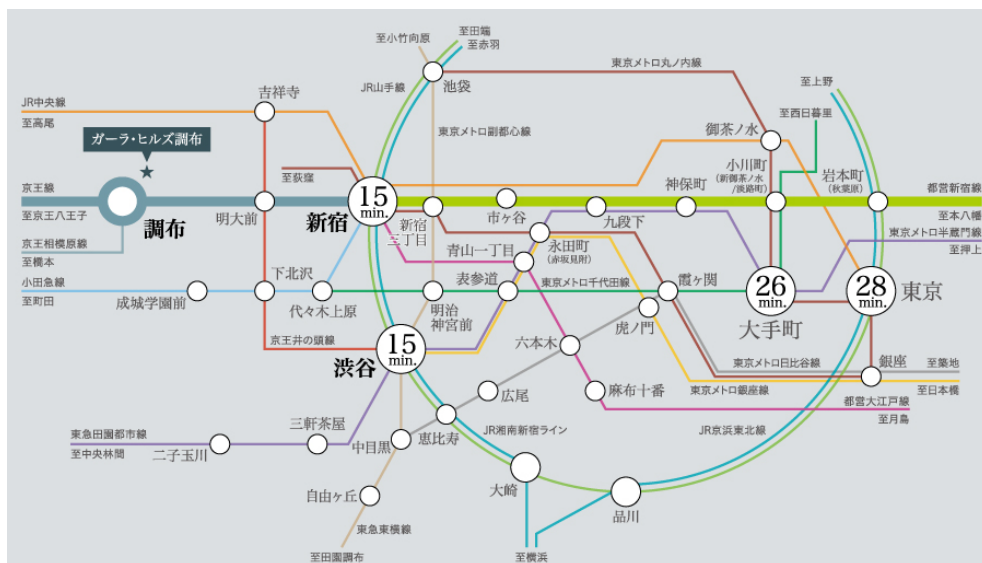 至小竹向原
至田端
至赤羽
東京メトロ丸ノ内線
至上野
JR山手線
池袋
吉祥寺
JR中央線
至高尾
東京メトロ副都心線
至西日暮里
御茶ノ水
ガーラ・ヒルズ調布
小川町
(新御茶ノ水
/淡路町)
岩本町
(秋葉原)
至荻窪
神保町
京王線
至京王八王子
調布
明大前
新宿
15
min.
新宿
三丁目
市ヶ谷
九段下
都営新宿線
至本八幡
京王相模原線
至橋本
青山一丁目
永田町
(赤坂見附)
東京メトロ半蔵門線
至押上
小田急線
至町田
下北沢
表参道
東京メトロ千代田線
霞ヶ関
成城学園前
代々木上原
明治
神宮前
虎ノ門
26
min.
大手町
28
min.
東京
京王井の頭線
15
min.
渋谷
六本木
東京メトロ日比谷線
銀座
至築地
広尾
麻布十番
東京メトロ銀座線
至日本橋
都営大江戸線
至月島
三軒茶屋
東急田園都市線
至中央林間
二子玉川
中目黒
恵比寿
JR湘南新宿ライン
JR京浜東北線
自由ヶ丘
大崎
品川
東急東横線
至田園調布
至横浜